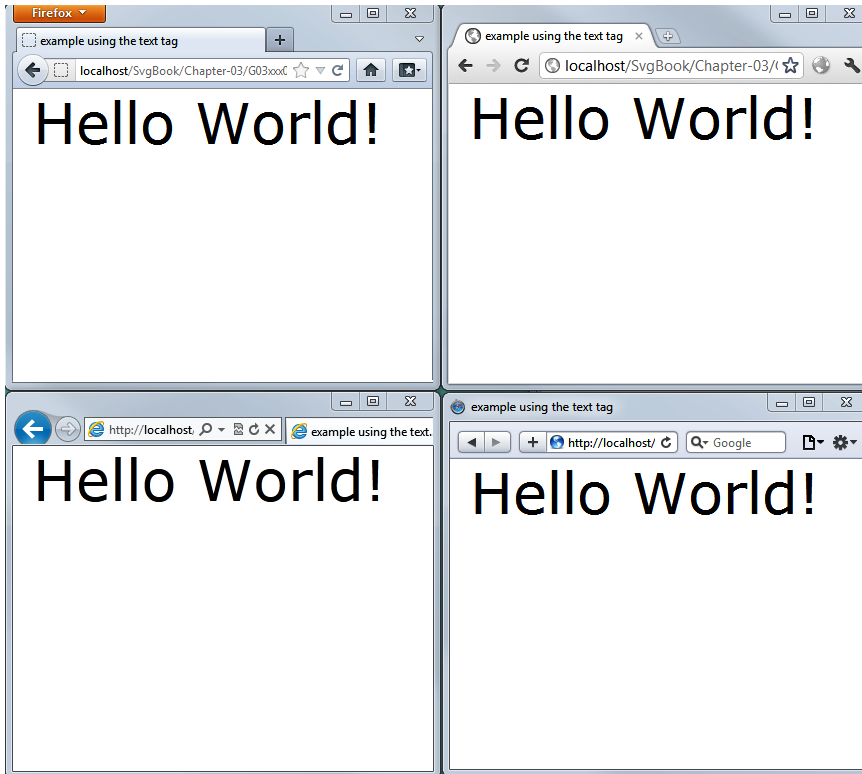 Firefox
example using the text tag
localhost/SvgBook/Chapter-03/G03xxx
Hello World!
example using the text tag
localhost/SvgBook/Chapter-03/
Hello World!
http://localhost/
example using the text.
Hello World!
example using the text tag
http://localhost/
Google
Hello World!